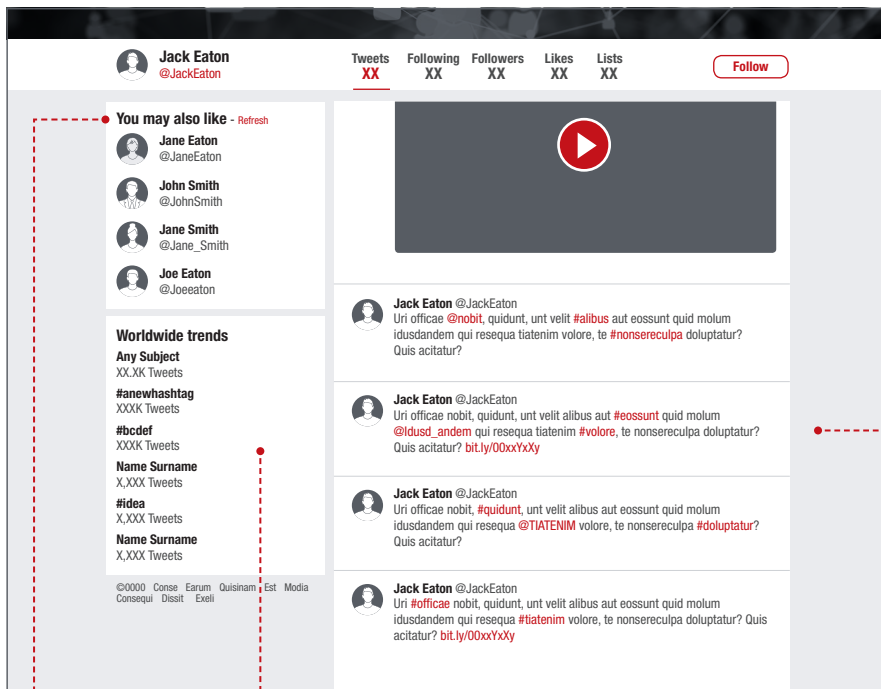 Jack Eaton
@JackEaton
Tweets Following Followers Likes Lists
XX XX XX XX XX
Follow
You may also like - Refresh
Jane Eaton
@JaneEaton
John Smith
@JohnSmith
Jane Smith
@Jane_Smith
Joe Eaton
@Joeeaton
Worldwide trends
Any Subject
XX.XK Tweets
#anewhashtag
XXXK Tweets
#bcdef
XXXK Tweets
Name Surname
X,XXX Tweets
#idea
X,XXX Tweets
Name Surname
X,XXX Tweets
©0000 Conse Earum Quisinam Est Modia
Consequi Dissit Exeli
Jack Eaton @JackEaton
Uri officae @nobit, quidunt, unt velit #alibus aut eossunt quid molum
idusdandem qui resequa tiatenim volore, te #nonsereculpa doluptatur?
Quis acitatur?
Jack Eaton @JackEaton
Uri officae nobit, quidunt, unt velit alibus aut #eossunt quid molum
@Idusd_andem qui resequa tiatenim #volore, te nonsereculpa doluptatur?
Quis acitatur? bit.ly/00xxYxXy
Jack Eaton @JackEaton
Uri officae nobit, #quidunt, unt velit alibus aut eossunt quid molum
idusdandem qui resequa @TIATENIM volore, te nonsereculpa #doluptatur?
Quis acitatur?
Jack Eaton @JackEaton
Uri #officae nobit, quidunt, unt velit alibus aut eossunt quid molum
idusdandem qui resequa #tiatenim volore, te nonsereculpa doluptatur? Quis
acitatur? bit.ly/00xxYxXy